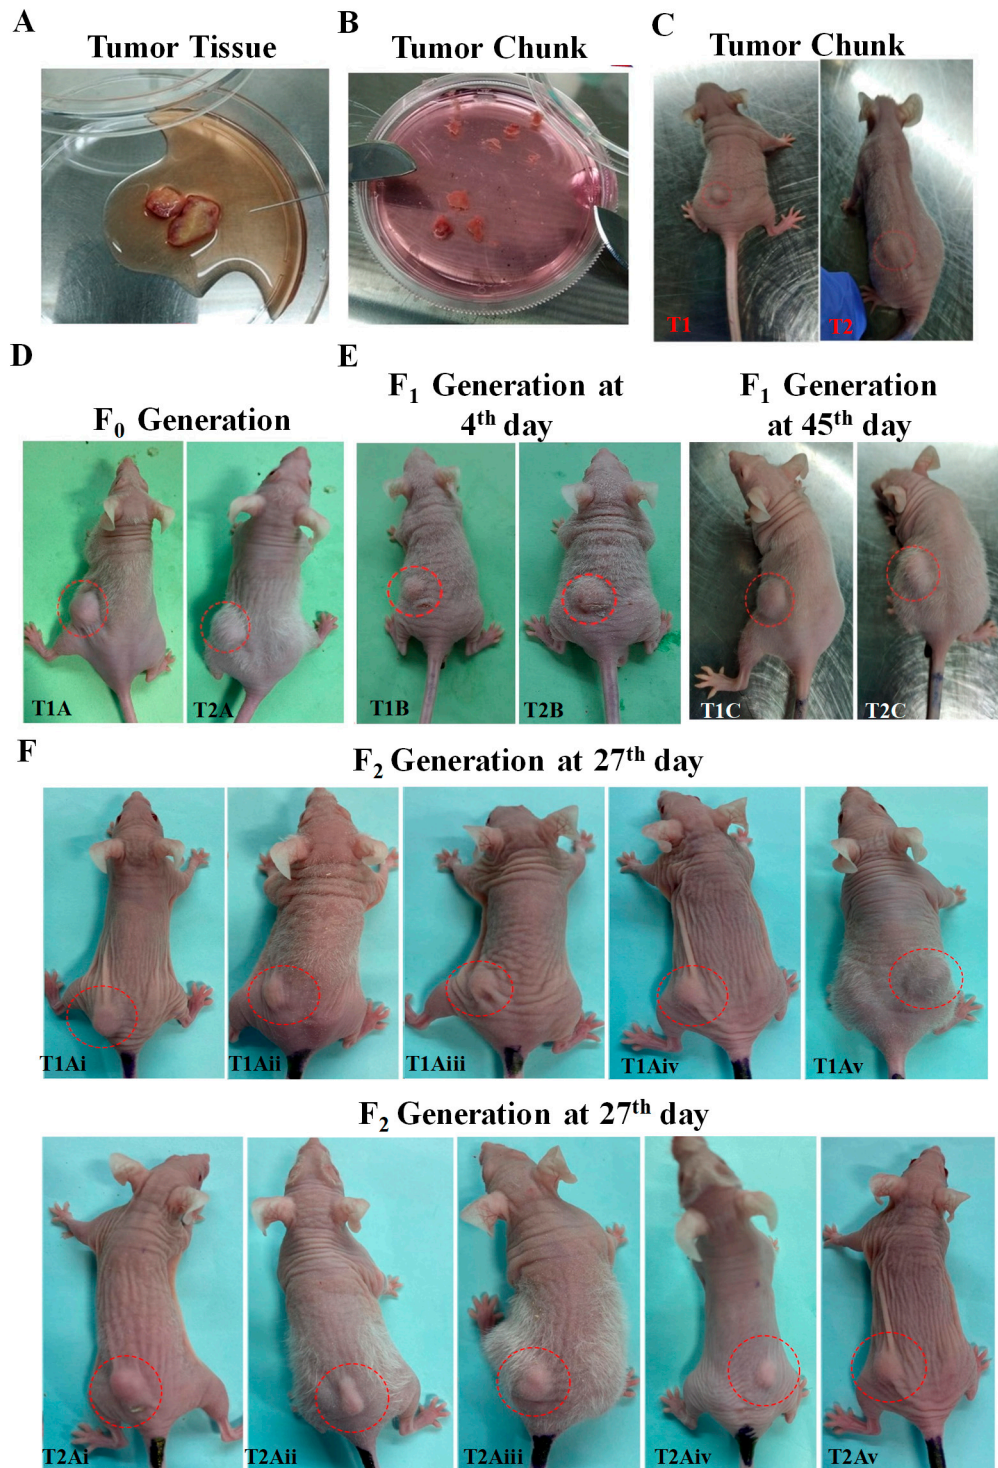 A
Tumor Tissue
B
Tumor Chunk
C
Tumor Chunk
T1
T2
D
F₀ Generation
T1A
T2A
E
F₁ Generation at
4ᵗʰ day
T1B
T2B
F₁ Generation
at 45ᵗʰ day
T1C
T2C
F
F₂ Generation at 27ᵗʰ day
T1Ai
T1Aii
T1Aiii
T1Aiv
T1Av
F₂ Generation at 27ᵗʰ day
T2Ai
T2Aii
T2Aiii
T2Aiv
T2Av